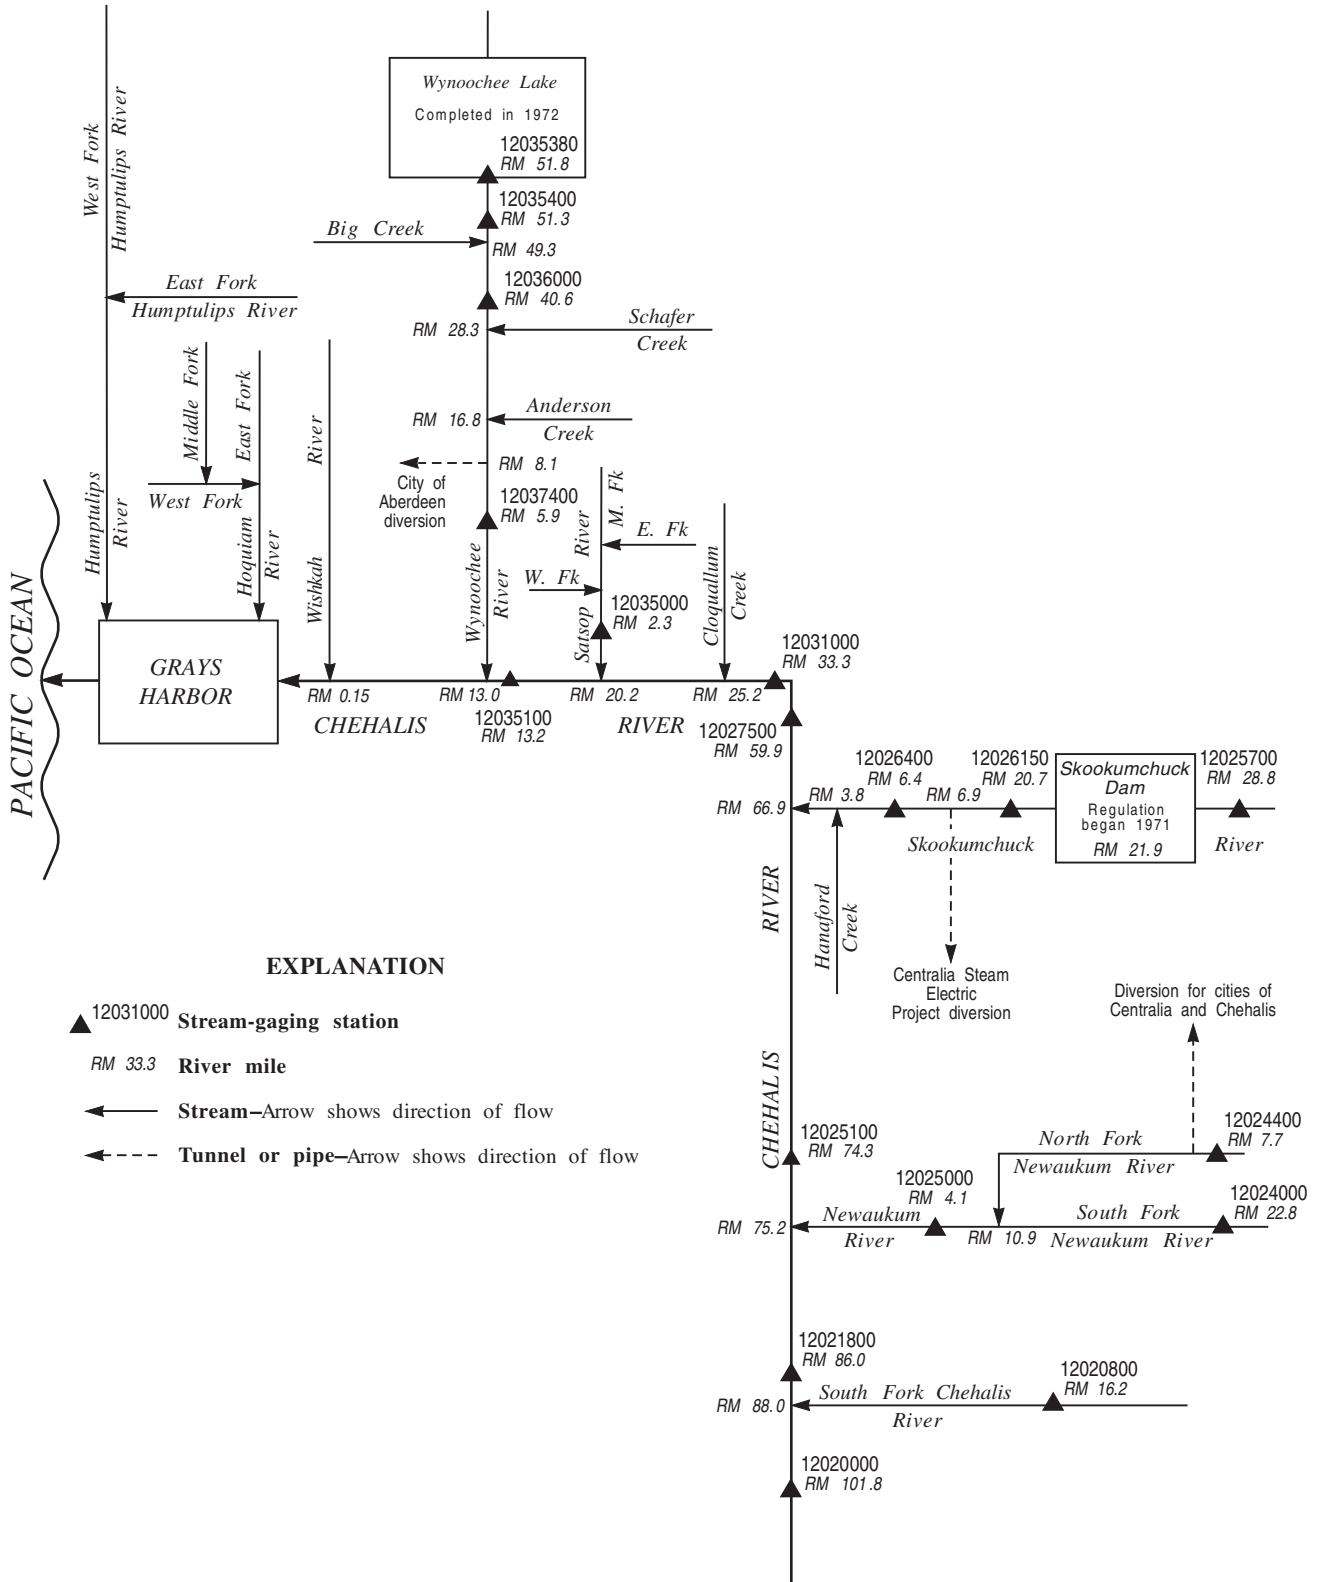 Wynoochee Lake
Completed in 1972
12035380
RM 51.8
12035400
RM 51.3
Big Creek
RM 49.3
12036000
RM 40.6
RM 28.3
Schafer
Creek
RM 16.8
Anderson
Creek
RM 8.1
City of
Aberdeen
diversion
12037400
RM 5.9
Wynoochee
River
West Fork
Humptulips River
East Fork
Humptulips River
Humptulips
River
Middle Fork
East Fork
West Fork
Hoquiam
River
Wishkah
River
M. Fk
E. Fk
W. Fk
Satsop
River
12035000
RM 2.3
Cloquallum
Creek
PACIFIC OCEAN
GRAYS
HARBOR
RM 0.15
RM 13.0
12035100
RM 13.2
RM 20.2
RM 25.2
CHEHALIS
RIVER
12031000
RM 33.3
12027500
RM 59.9
RM 66.9
RM 3.8
12026400
RM 6.4
RM 6.9
12026150
RM 20.7
Skookumchuck
Dam
Regulation
began 1971
RM 21.9
12025700
RM 28.8
Skookumchuck
River
Hanaford
Creek
Centralia Steam
Electric
Project diversion
RIVER
CHEHALIS
Diversion for cities of
Centralia and Chehalis
12025100
RM 74.3
North Fork
Newaukum River
12024400
RM 7.7
12025000
RM 4.1
12024000
RM 22.8
RM 75.2
Newaukum
River
RM 10.9
South Fork
Newaukum River
12021800
RM 86.0
RM 88.0
South Fork Chehalis
River
12020800
RM 16.2
12020000
RM 101.8
EXPLANATION
12031000 Stream-gaging station
RM 33.3 River mile
Stream–Arrow shows direction of flow
Tunnel or pipe–Arrow shows direction of flow